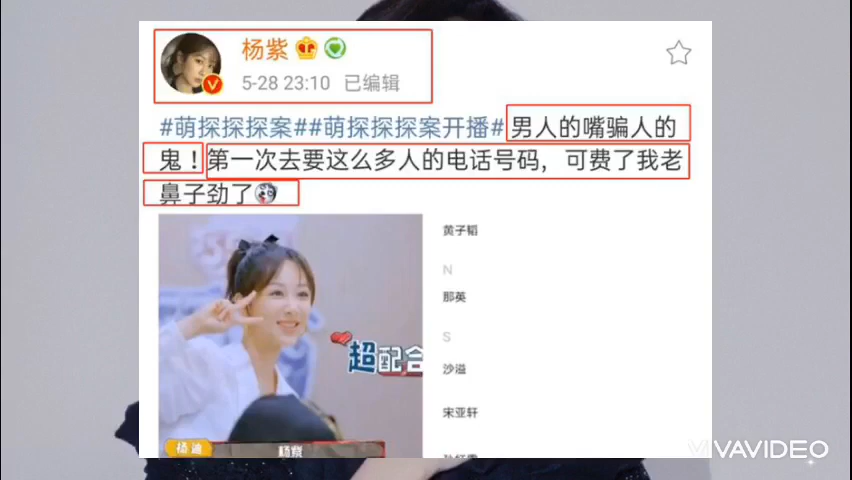 杨紫
5-28 23:10 已编辑
#萌探探探案##萌探探探案开播#男人的嘴骗人的
鬼！第一次去要这么多人的电话号码，可费了我老
鼻子劲了
黄子韬
N
那英
超配合
S
沙溢
宋亚轩
杨迪
杨紫
VIVAVIDEO